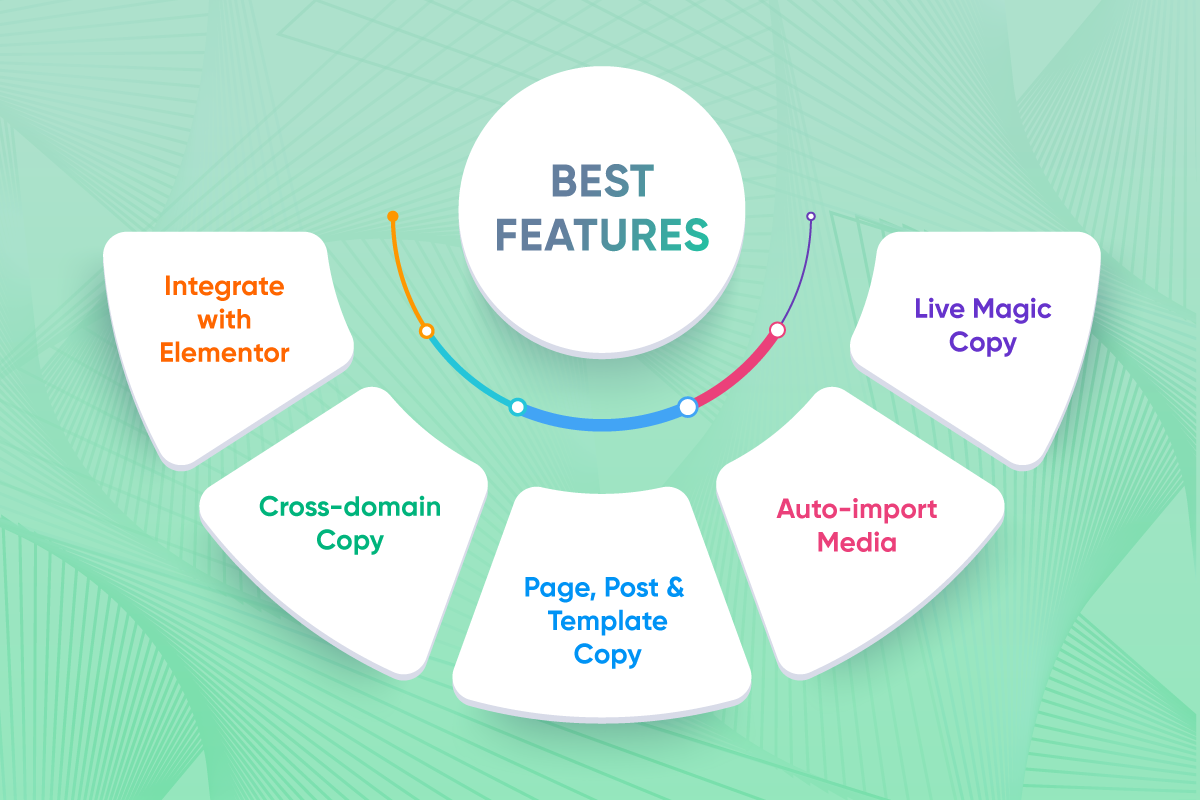 BEST
FEATURES
Integrate
with
Elementor
Cross-domain
Copy
Page, Post &
Template
Copy
Auto-import
Media
Live Magic
Copy